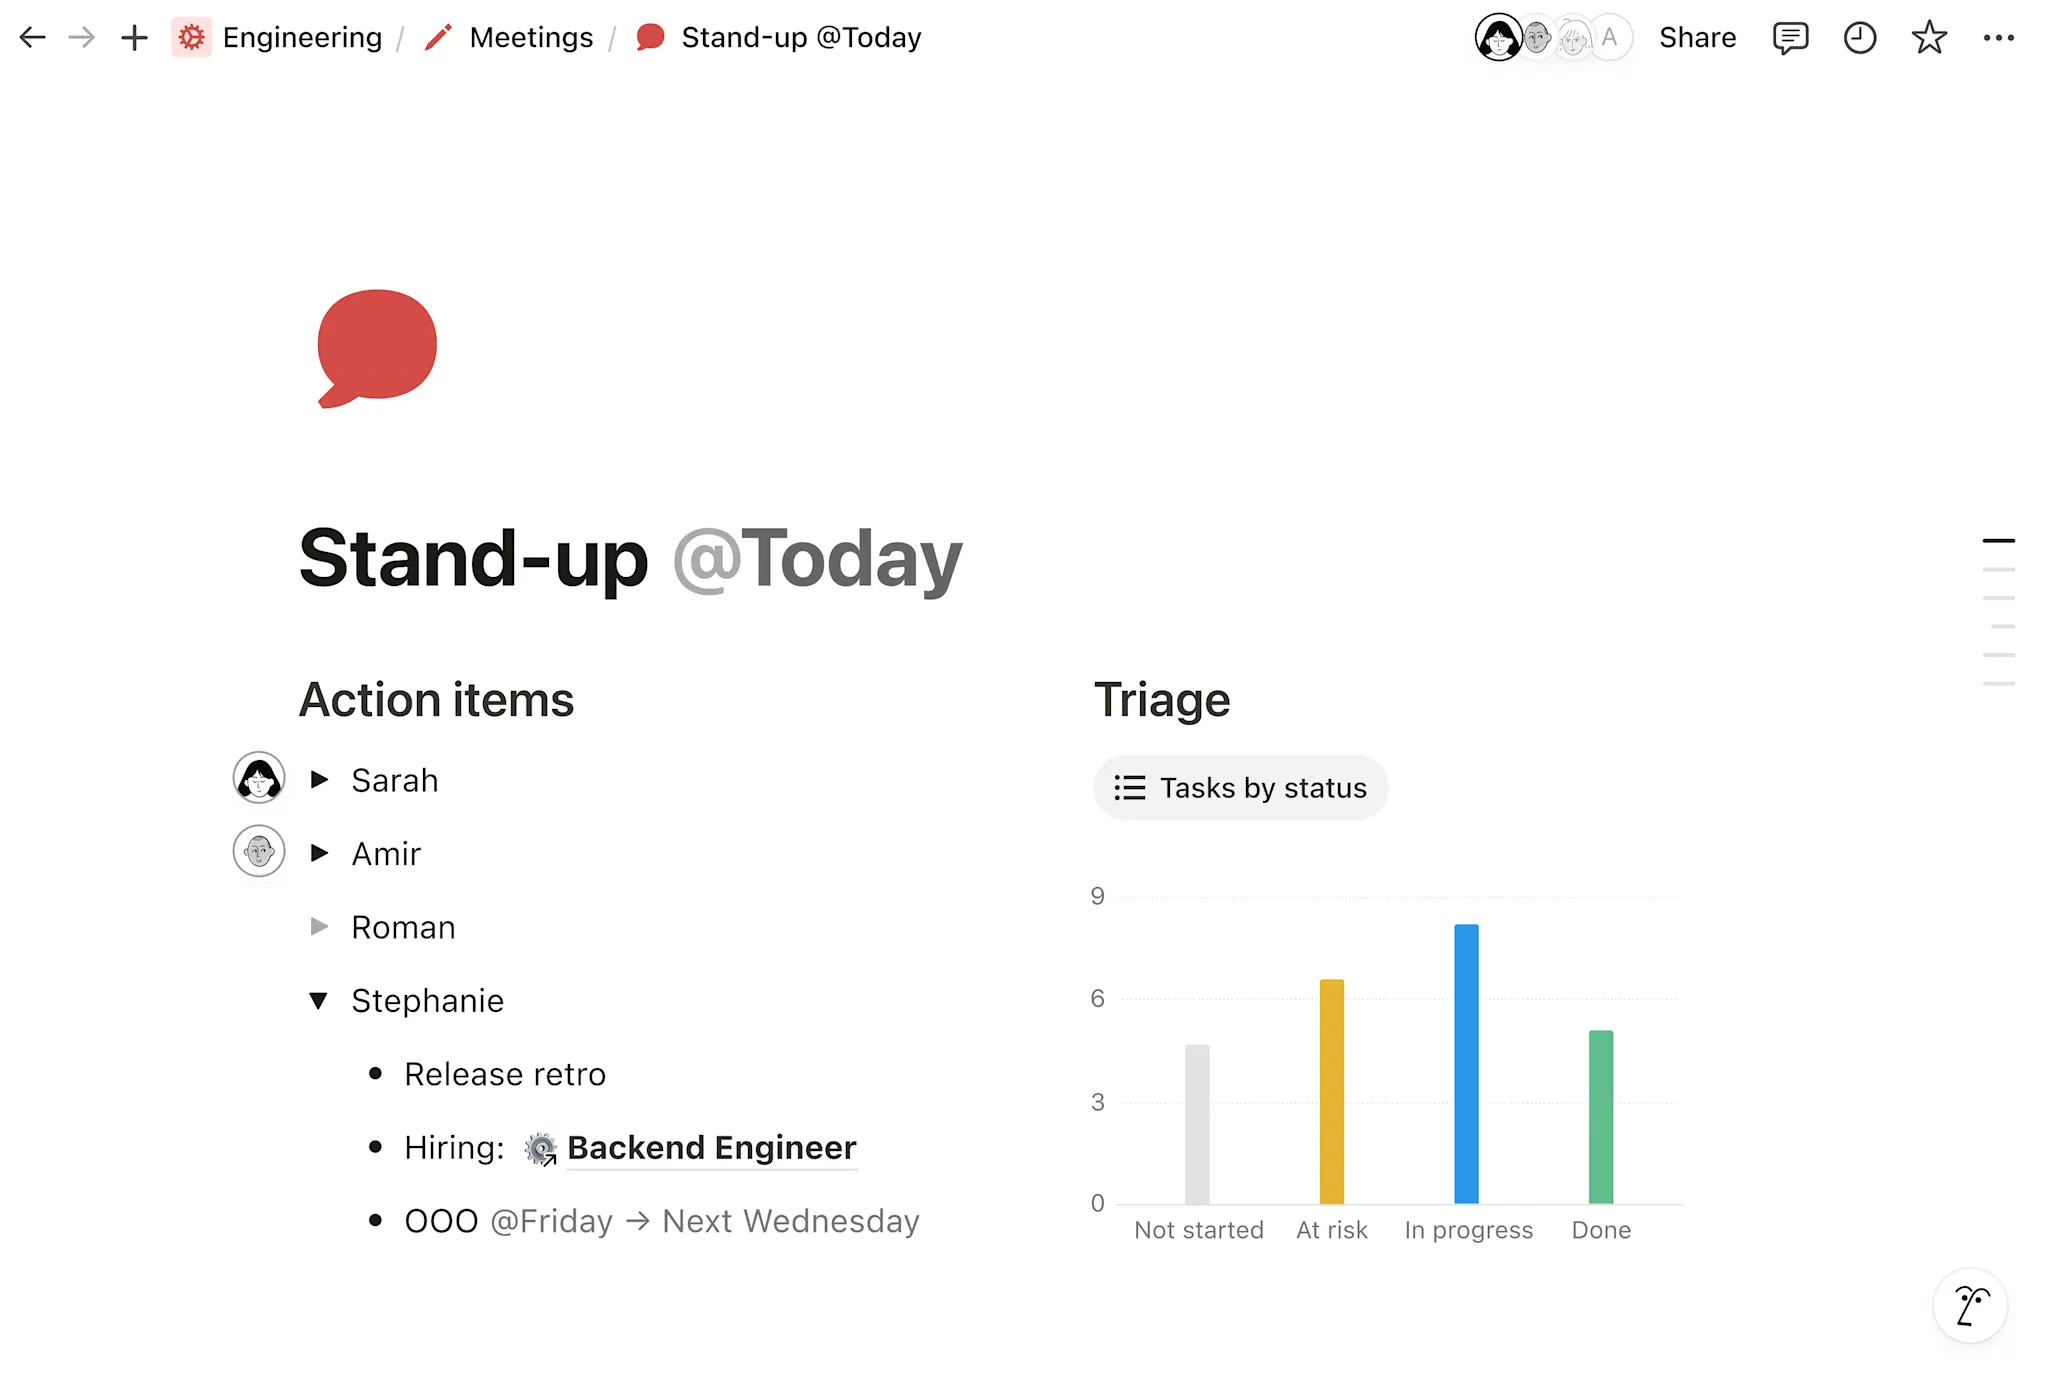 Engineering / Meetings / Stand-up @Today
A Share
Stand-up @Today
Action items
Sarah
Amir
Roman
Stephanie
Release retro
Hiring: Backend Engineer
OOO @Friday → Next Wednesday
Triage
Tasks by status
9
6
3
0
Not started At risk In progress Done